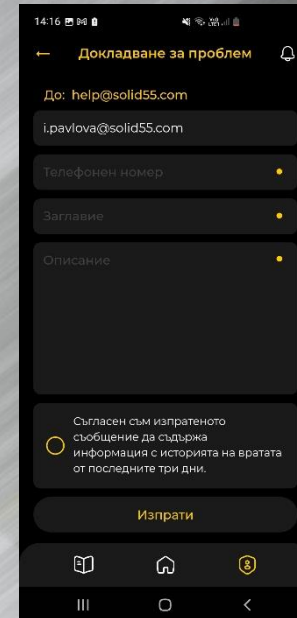 14:16
Докладване за проблем
До: help@solid55.com
i.pavlova@solid55.com
Телефонен номер
Заглавие
Описание
Съгласен съм изпратеното
съобщение да съдържа
информация с историята на вратата
от последните три дни.
Изпрати